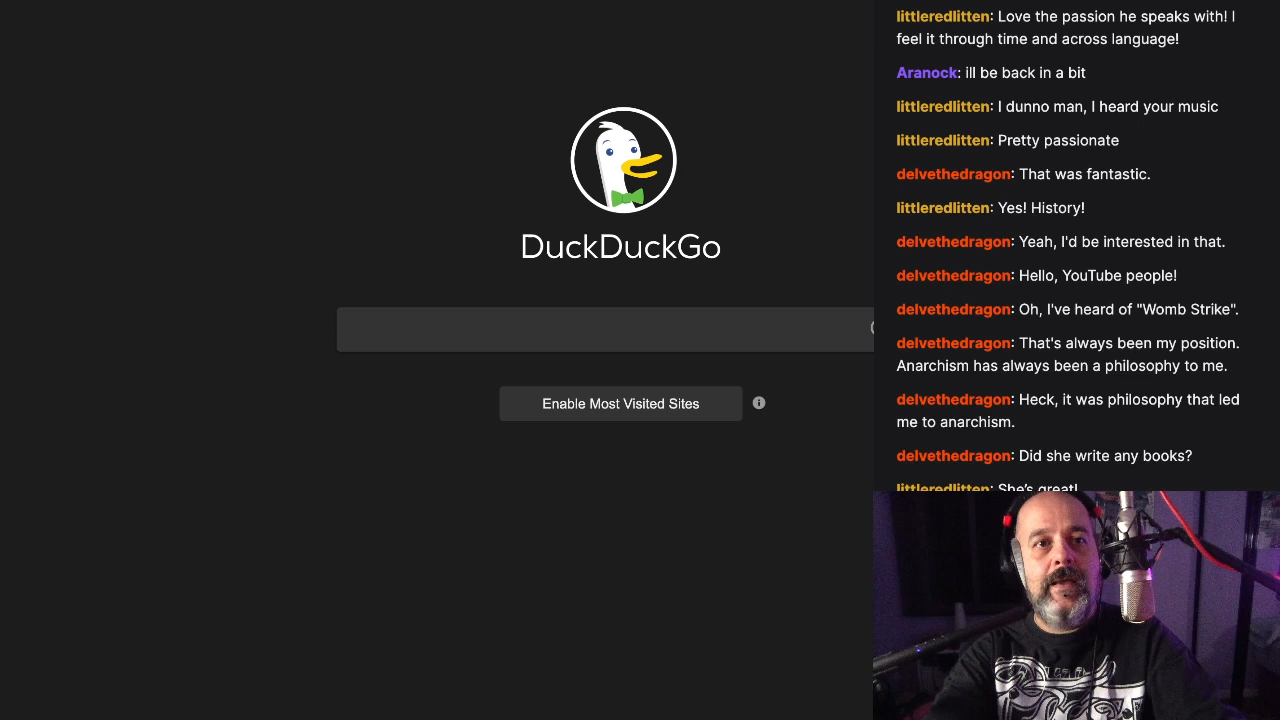 DuckDuckGo
Enable Most Visited Sites
littleredlitten: Love the passion he speaks with! I
feel it through time and across language!
Aranock: ill be back in a bit
littleredlitten: I dunno man, I heard your music
littleredlitten: Pretty passionate
delvethedragon: That was fantastic.
littleredlitten: Yes! History!
delvethedragon: Yeah, I'd be interested in that.
delvethedragon: Hello, YouTube people!
delvethedragon: Oh, I've heard of "Womb Strike".
delvethedragon: That's always been my position.
Anarchism has always been a philosophy to me.
delvethedragon: Heck, it was philosophy that led
me to anarchism.
delvethedragon: Did she write any books?
littleredlitten: She's great!